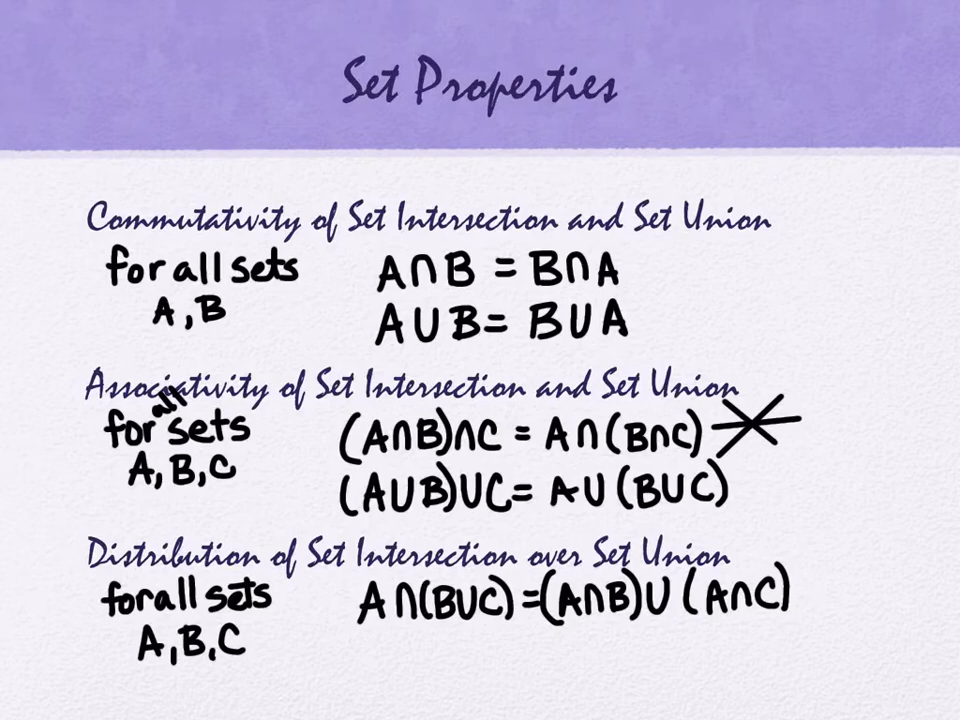 Set Properties
Commutativity of Set Intersection and Set Union
for all sets A∩B = B∩A
A,B A∪B= B∪A
Associativity of Set Intersection and Set Union
for all sets (A∩B)∩C = A∩(B∩C)
A,B,C (A∪B)∪C= A∪(B∪C)
Distribution of Set Intersection over Set Union
for all sets A∩(B∪C)=(A∩B)∪(A∩C)
A,B,C